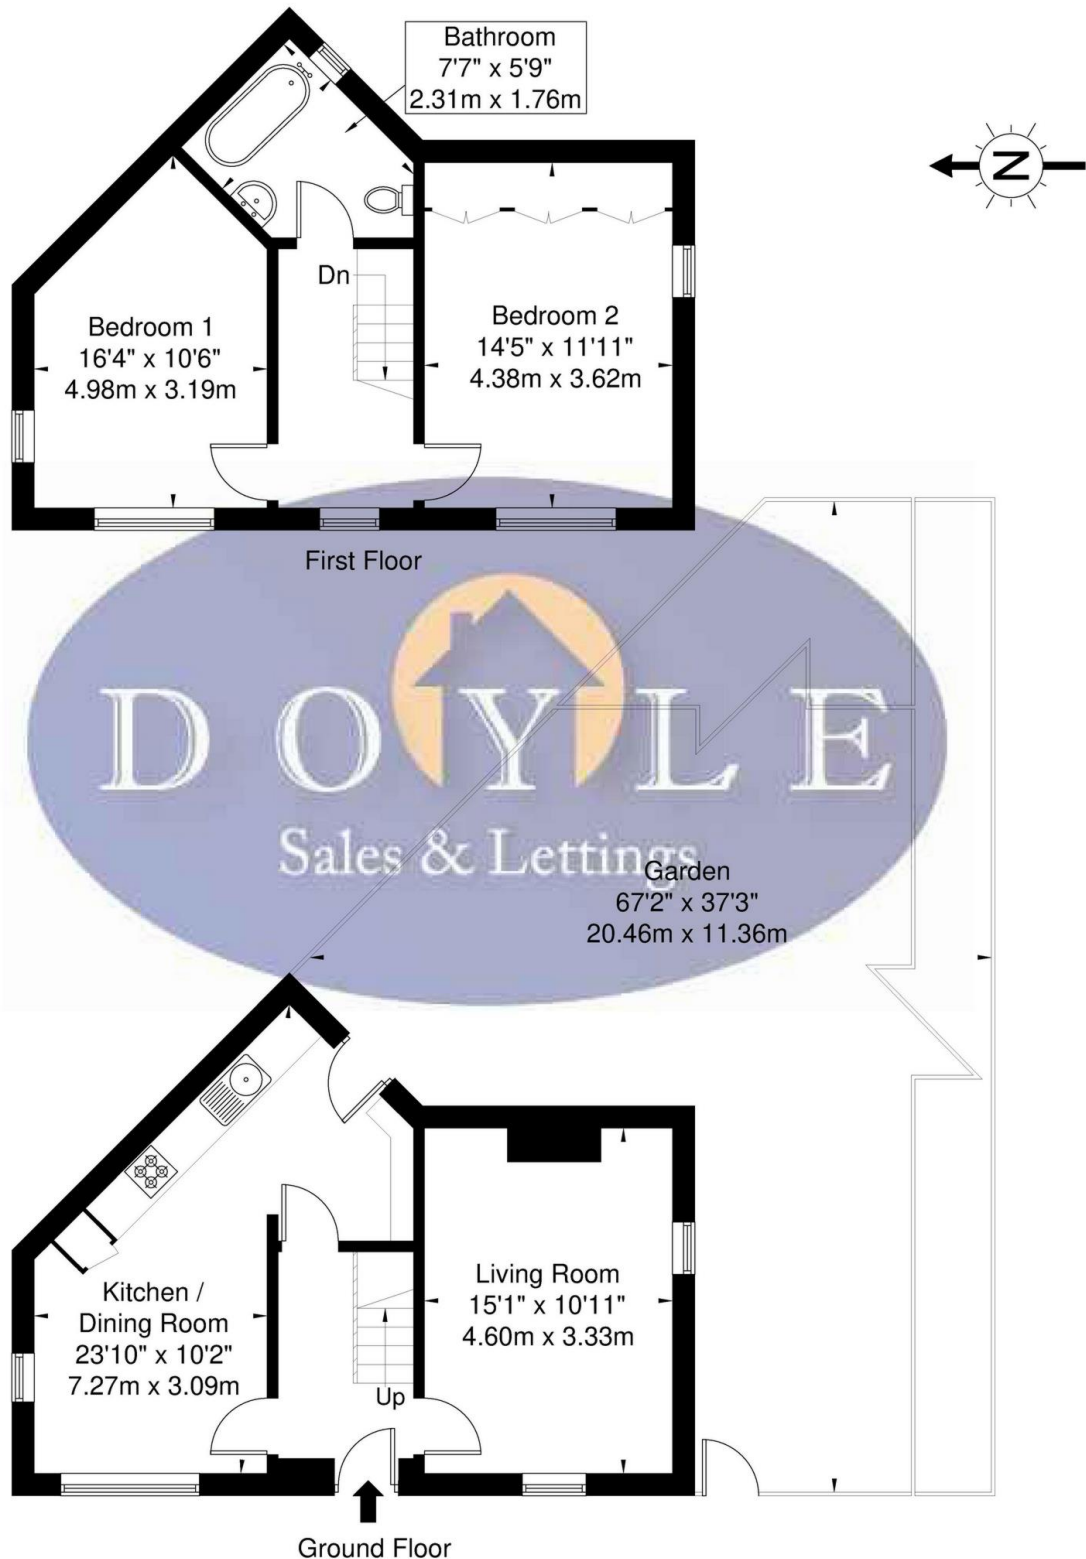 Bathroom
7'7" x 5'9"
2.31m x 1.76m
N
Dn
Bedroom 1
16'4" x 10'6"
4.98m x 3.19m
Bedroom 2
14'5" x 11'11"
4.38m x 3.62m
First Floor
DOYLE
Sales & Lettings
Garden
67'2" x 37'3"
20.46m x 11.36m
Kitchen /
Dining Room
23'10" x 10'2"
7.27m x 3.09m
Living Room
15'1" x 10'11"
4.60m x 3.33m
Up
Ground Floor